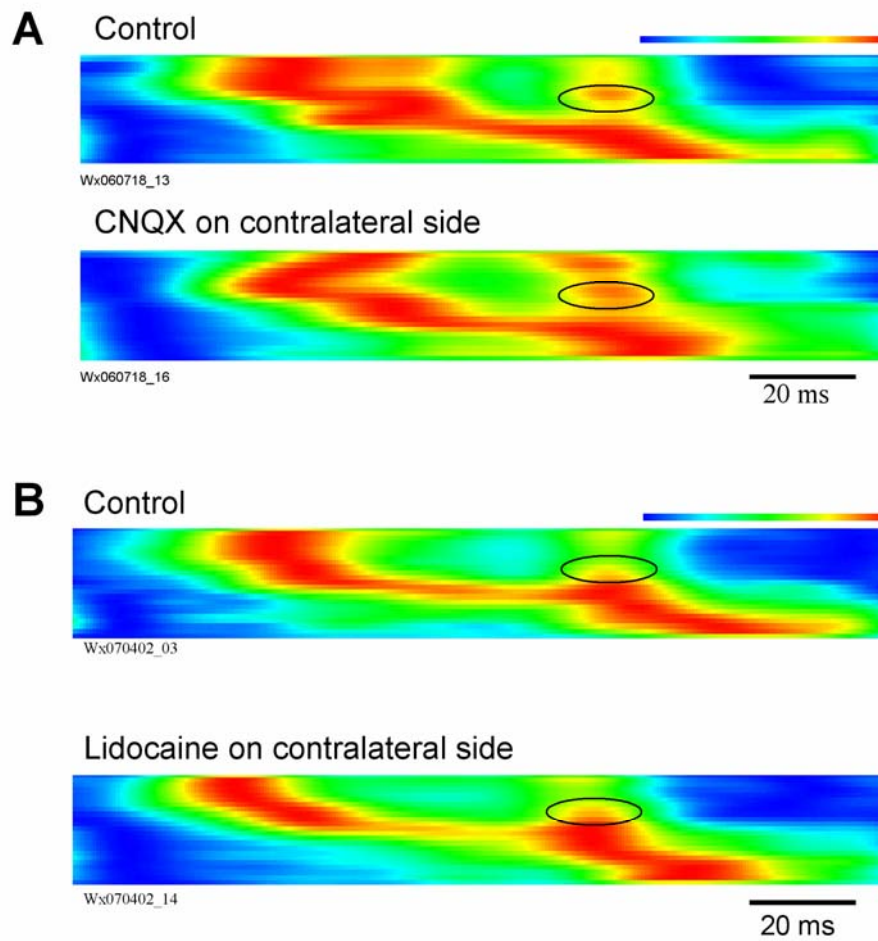 A
Control
Wx060718_13
CNQX on contralateral side
Wx060718_16
20 ms
B
Control
Wx070402_03
Lidocaine on contralateral side
Wx070402_14
20 ms